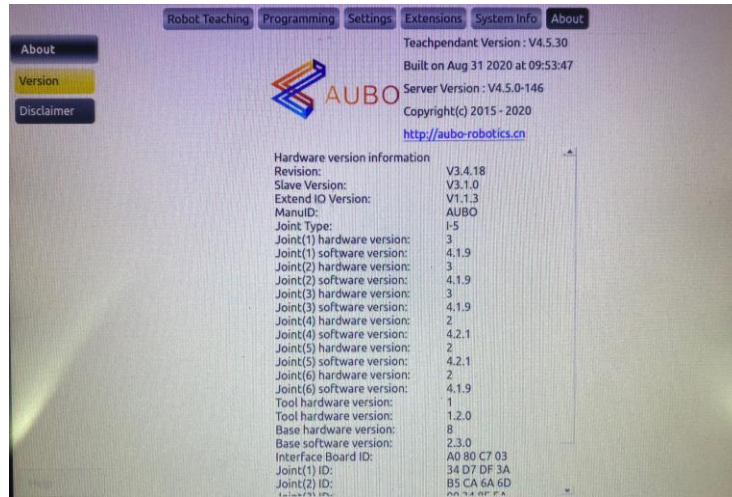 Robot Teaching Programming Settings Extensions System Info About
About
Version
Disclaimer
AUBO
Teachpendant Version : V4.5.30
Built on Aug 31 2020 at 09:53:47
Server Version : V4.5.0-146
Copyright(c) 2015 - 2020
http://aubo-robotics.cn
Hardware version information
Revision: V3.4.18
Slave Version: V3.1.0
Extend IO Version: V1.1.3
ManuID: AUBO
Joint Type: I-5
Joint(1) hardware version: 3
Joint(1) software version: 4.1.9
Joint(2) hardware version: 3
Joint(2) software version: 4.1.9
Joint(3) hardware version: 3
Joint(3) software version: 4.1.9
Joint(4) hardware version: 2
Joint(4) software version: 4.2.1
Joint(5) hardware version: 2
Joint(5) software version: 4.2.1
Joint(6) hardware version: 2
Joint(6) software version: 4.1.9
Tool hardware version: 1
Tool hardware version: 1.2.0
Base hardware version: 8
Base software version: 2.3.0
Interface Board ID: A0 80 C7 03
Joint(1) ID: 34 D7 DF 3A
Joint(2) ID: B5 CA 6A 6D
Help